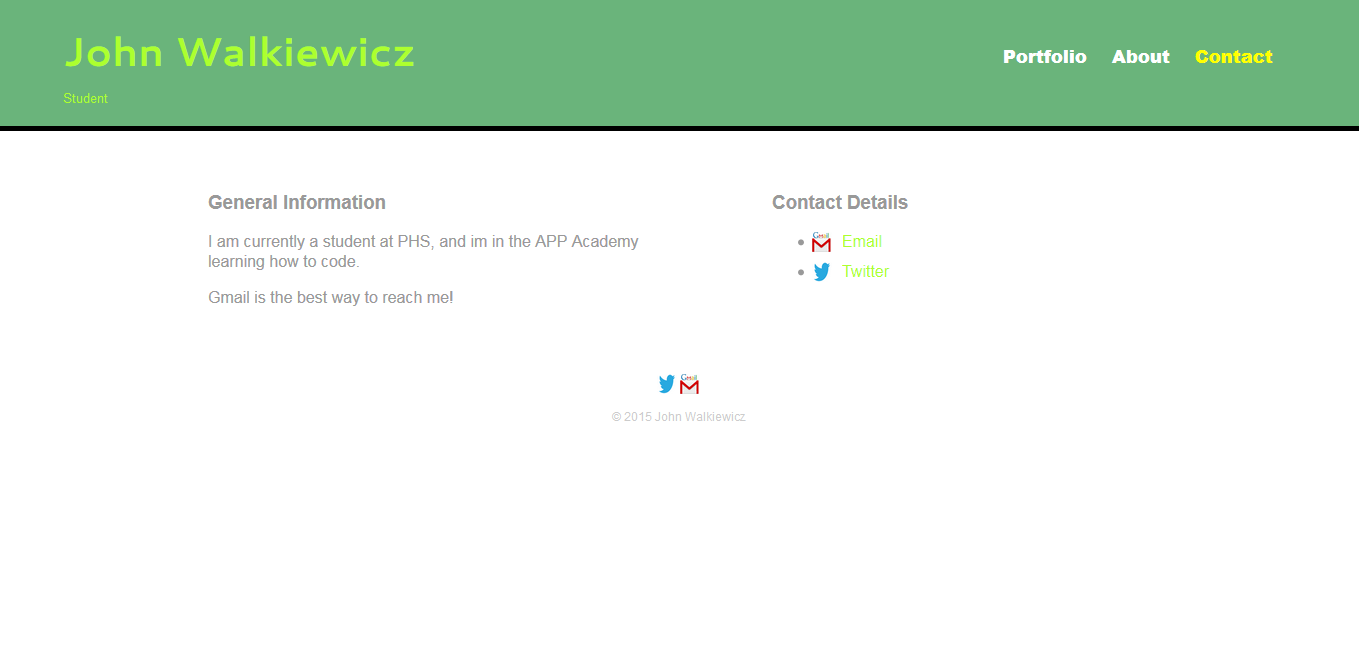 John Walkiewicz
Student
Portfolio About Contact
General Information
I am currently a student at PHS, and im in the APP Academy
learning how to code.
Gmail is the best way to reach me!
Contact Details
Gmail Email
Twitter
Gmail
© 2015 John Walkiewicz